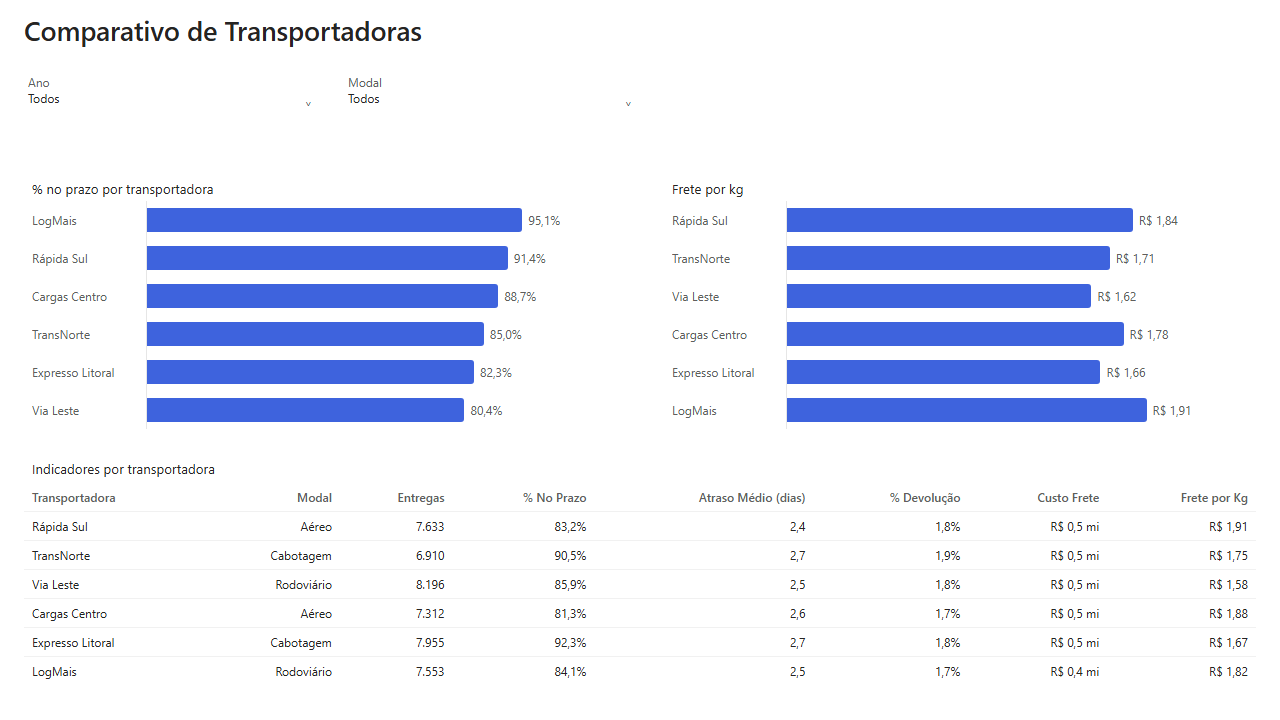 Comparativo de Transportadoras
Ano
Todos
Modal
Todos
% no prazo por transportadora
LogMais 95,1%
Rápida Sul 91,4%
Cargas Centro 88,7%
TransNorte 85,0%
Expresso Litoral 82,3%
Via Leste 80,4%
Frete por kg
Rápida Sul R$ 1,84
TransNorte R$ 1,71
Via Leste R$ 1,62
Cargas Centro R$ 1,78
Expresso Litoral R$ 1,66
LogMais R$ 1,91
Indicadores por transportadora
Transportadora Modal Entregas % No Prazo Atraso Médio (dias) % Devolução Custo Frete Frete por Kg
Rápida Sul Aéreo 7.633 83,2% 2,4 1,8% R$ 0,5 mi R$ 1,91
TransNorte Cabotagem 6.910 90,5% 2,7 1,9% R$ 0,5 mi R$ 1,75
Via Leste Rodoviário 8.196 85,9% 2,5 1,8% R$ 0,5 mi R$ 1,58
Cargas Centro Aéreo 7.312 81,3% 2,6 1,7% R$ 0,5 mi R$ 1,88
Expresso Litoral Cabotagem 7.955 92,3% 2,7 1,8% R$ 0,5 mi R$ 1,67
LogMais Rodoviário 7.553 84,1% 2,5 1,7% R$ 0,4 mi R$ 1,82